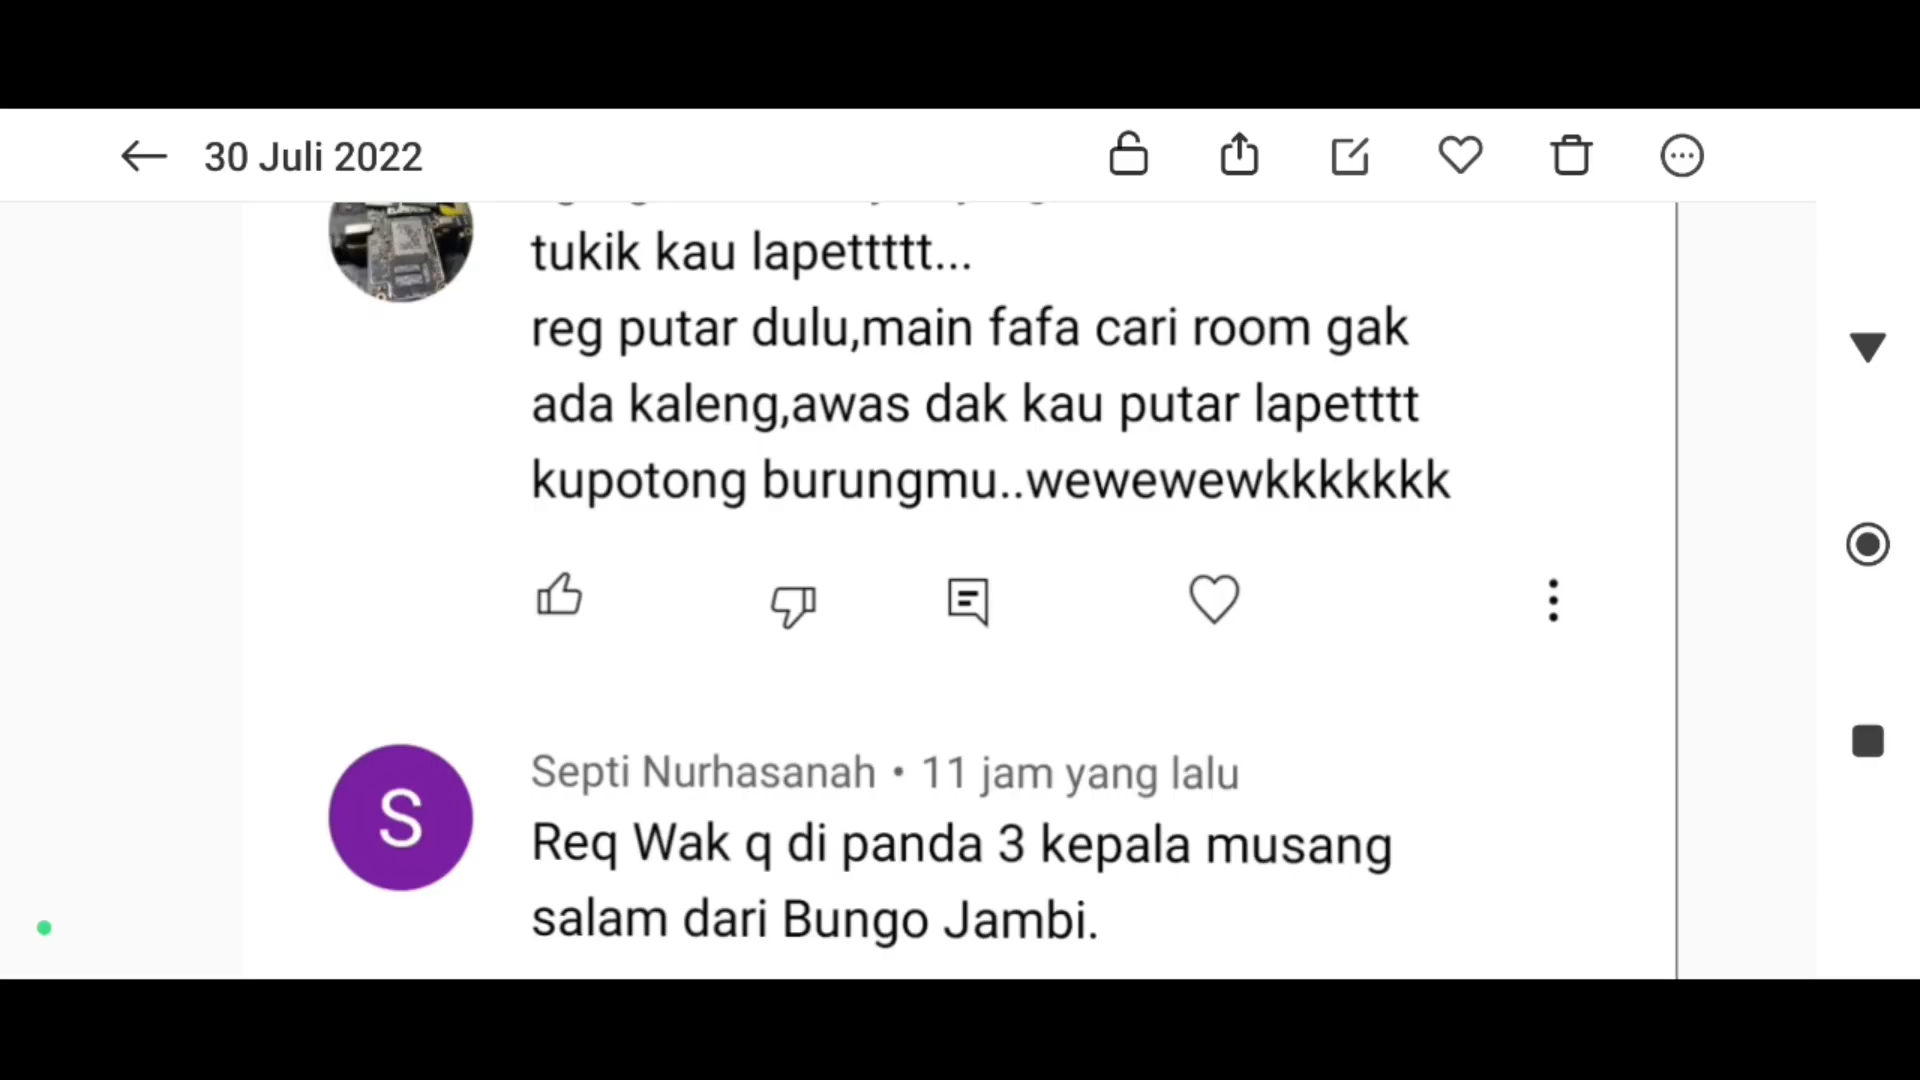 30 Juli 2022
tukik kau lapettttt...
reg putar dulu,main fafa cari room gak
ada kaleng,awas dak kau putar lapetttt
kupotong burungmu..wewewewkkkkkkk
S
Septi Nurhasanah • 11 jam yang lalu
Req Wak q di panda 3 kepala musang
salam dari Bungo Jambi.